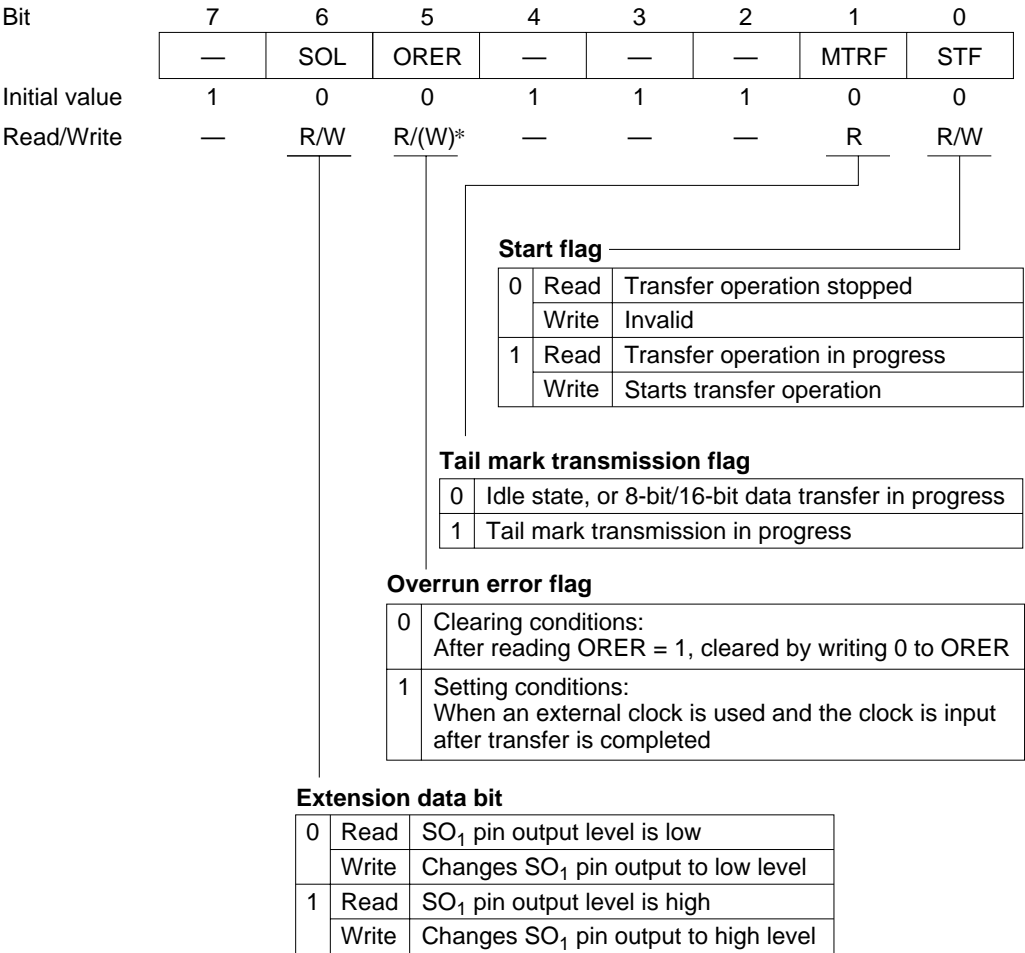 Bit 7 6 5 4 3 2 1 0
— SOL ORER — — — MTRF STF
Initial value 1 0 0 1 1 1 0 0
Read/Write — R/W R/(W)* — — — R R/W
Start flag
0 Read Transfer operation stopped
Write Invalid
1 Read Transfer operation in progress
Write Starts transfer operation
Tail mark transmission flag
0 Idle state, or 8-bit/16-bit data transfer in progress
1 Tail mark transmission in progress
Overrun error flag
0 Clearing conditions:
After reading ORER = 1, cleared by writing 0 to ORER
1 Setting conditions:
When an external clock is used and the clock is input
after transfer is completed
Extension data bit
0 Read SO₁ pin output level is low
Write Changes SO₁ pin output to low level
1 Read SO₁ pin output level is high
Write Changes SO₁ pin output to high level